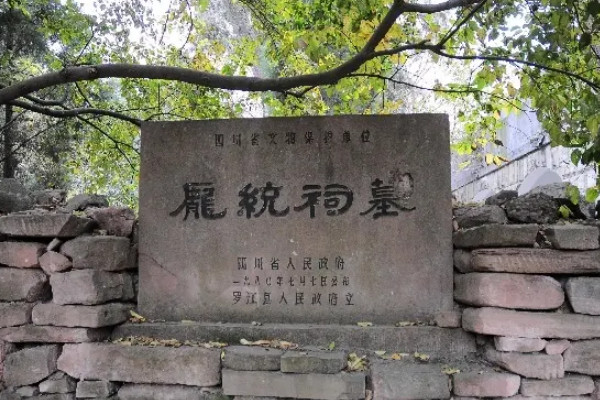 四川省文物保护单位
龐統祠墓
四川省人民政府
一九八〇年七月七日公布
罗江县人民政府立